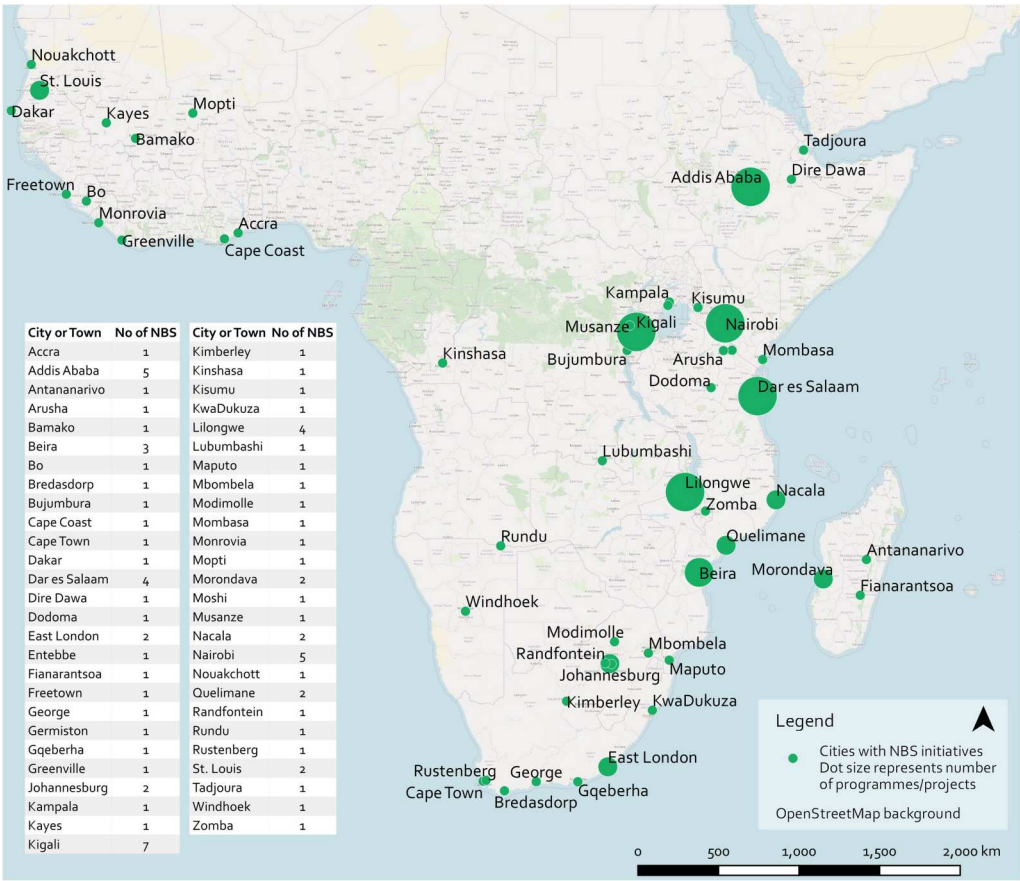 Nouakchott
St. Louis
Dakar
Kayes
Mopti
Bamako
Tadjoura
Addis Ababa
Dire Dawa
Freetown
Bo
Monrovia
Greenville
Accra
Cape Coast
Kampala
Kisumu
Musanze
Kigali
Nairobi
Bujumbura
Arusha
Mombasa
Kinshasa
Dodoma
Dar es Salaam
Lubumbashi
Lilongwe
Zomba
Nacala
Rundu
Quelimane
Beira
Morondava
Antananarivo
Fianarantsoa
Windhoek
Modimolle
Mbombela
Randfontein
Maputo
Johannesburg
Kimberley
KwaDukuza
East London
Rustenberg
George
Gqeberha
Cape Town
Bredasdorp
City or Town No of NBS
Accra 1
Addis Ababa 5
Antananarivo 1
Arusha 1
Bamako 1
Beira 3
Bo 1
Bredasdorp 1
Bujumbura 1
Cape Coast 1
Cape Town 1
Dakar 1
Dar es Salaam 4
Dire Dawa 1
Dodoma 1
East London 2
Entebbe 1
Fianarantsoa 1
Freetown 1
George 1
Germiston 1
Gqeberha 1
Greenville 1
Johannesburg 2
Kampala 1
Kayes 1
Kigali 7
City or Town No of NBS
Kimberley 1
Kinshasa 1
Kisumu 1
KwaDukuza 1
Lilongwe 4
Lubumbashi 1
Maputo 1
Mbombela 1
Modimolle 1
Mombasa 1
Monrovia 1
Mopti 1
Morondava 2
Moshi 1
Musanze 1
Nacala 2
Nairobi 5
Nouakchott 1
Quelimane 2
Randfontein 1
Rundu 1
Rustenberg 1
St. Louis 2
Tadjoura 1
Windhoek 1
Zomba 1
Legend
Cities with NBS initiatives
Dot size represents number
of programmes/projects
OpenStreetMap background
0 500 1,000 1,500 2,000 km